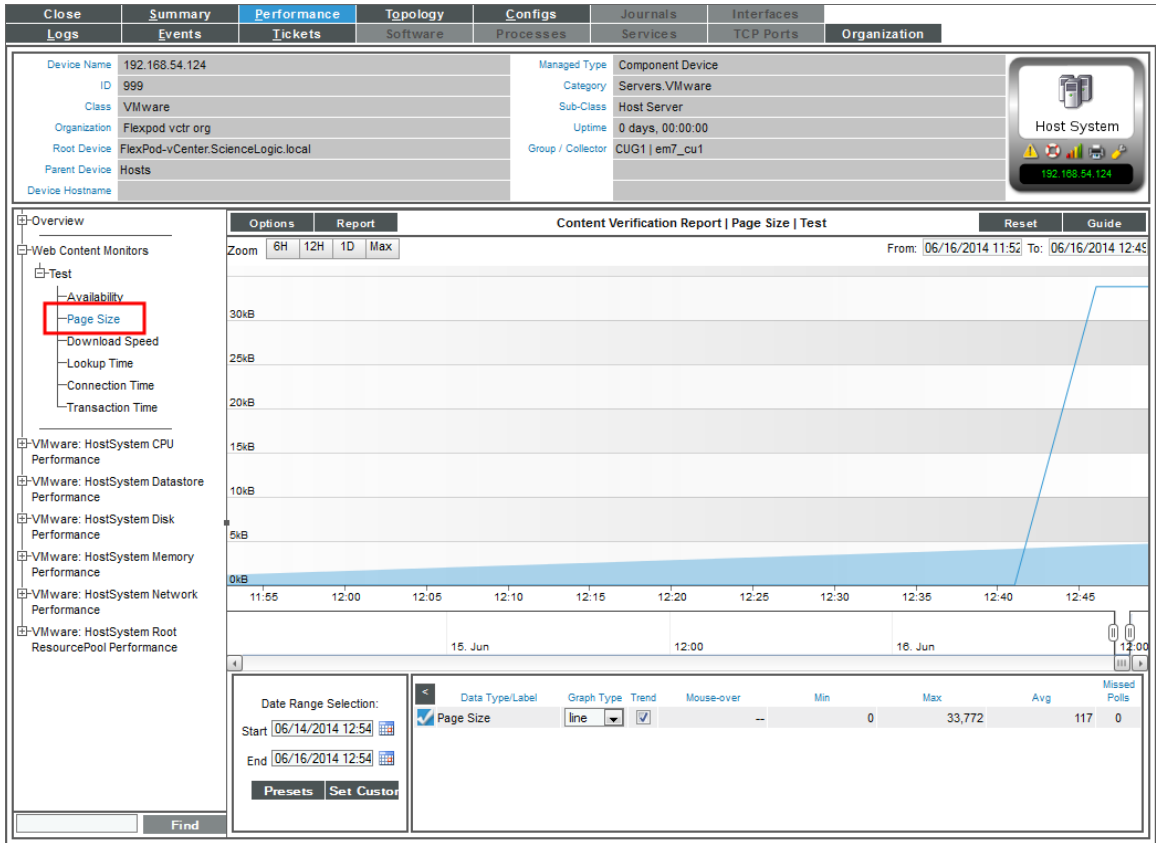 Close Summary Performance Topology Configs Journals Interfaces
Logs Events Tickets Software Processes Services TCP Ports Organization
Device Name 192.168.54.124 Managed Type Component Device
ID 999 Category Servers.VMware
Class VMware Sub-Class Host Server
Organization Flexpod vctr org Uptime 0 days, 00:00:00
Root Device FlexPod-vCenter.ScienceLogic.local Group / Collector CUG1 | em7_cu1
Parent Device Hosts
Device Hostname
Host System
192.168.54.124
Overview
Web Content Monitors
Test
Availability
Page Size
Download Speed
Lookup Time
Connection Time
Transaction Time
VMware: HostSystem CPU
Performance
VMware: HostSystem Datastore
Performance
VMware: HostSystem Disk
Performance
VMware: HostSystem Memory
Performance
VMware: HostSystem Network
Performance
VMware: HostSystem Root
ResourcePool Performance
Find
Options Report Content Verification Report | Page Size | Test Reset Guide
Zoom 6H 12H 1D Max From: 06/16/2014 11:52 To: 06/16/2014 12:49
30kB
25kB
20kB
15kB
10kB
5kB
0kB
11:55 12:00 12:05 12:10 12:15 12:20 12:25 12:30 12:35 12:40 12:45
15. Jun 12:00 16. Jun 12:00
Date Range Selection:
Start 06/14/2014 12:54
End 06/16/2014 12:54
Presets Set Custor
< Data Type/Label Graph Type Trend Mouse-over Min Max Avg Missed Polls
Page Size line -- 0 33,772 117 0